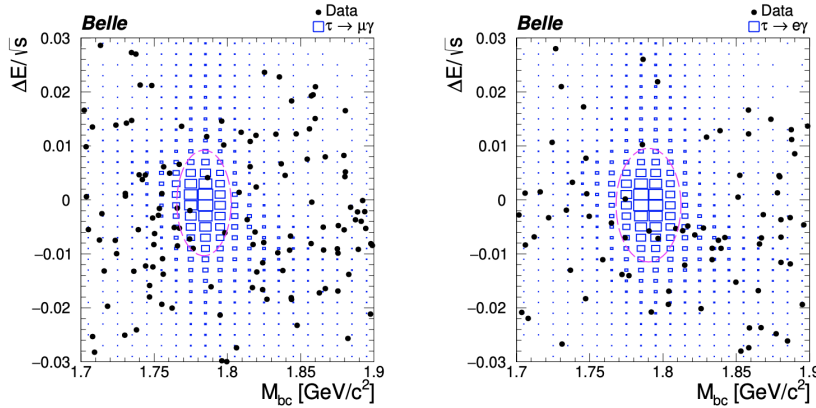 Belle
Data
τ → μγ
ΔE/√s
0.03
0.02
0.01
0
−0.01
−0.02
−0.03
1.7
1.75
1.8
1.85
1.9
M_bc [GeV/c²]
Belle
Data
τ → eγ
ΔE/√s
0.03
0.02
0.01
0
−0.01
−0.02
−0.03
1.7
1.75
1.8
1.85
1.9
M_bc [GeV/c²]